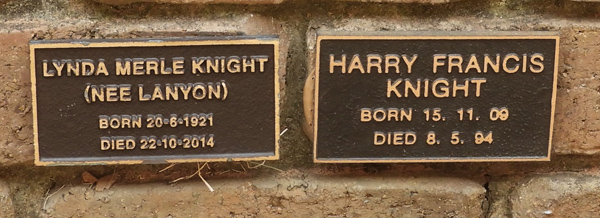 LYNDA MERLE KNIGHT
(NEE LANYON)
BORN 20-6-1921
DIED 22-10-2014
HARRY FRANCIS
KNIGHT
BORN 15. 11. 09
DIED 8. 5. 94